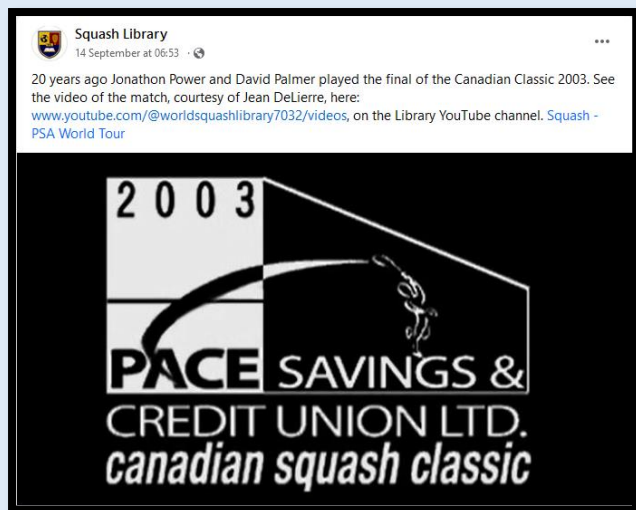 Squash Library
14 September at 06:53 ·
20 years ago Jonathon Power and David Palmer played the final of the Canadian Classic 2003. See
the video of the match, courtesy of Jean DeLierre, here:
www.youtube.com/@worldsquashlibrary7032/videos, on the Library YouTube channel. Squash -
PSA World Tour
2003
PACE SAVINGS &
CREDIT UNION LTD.
canadian squash classic